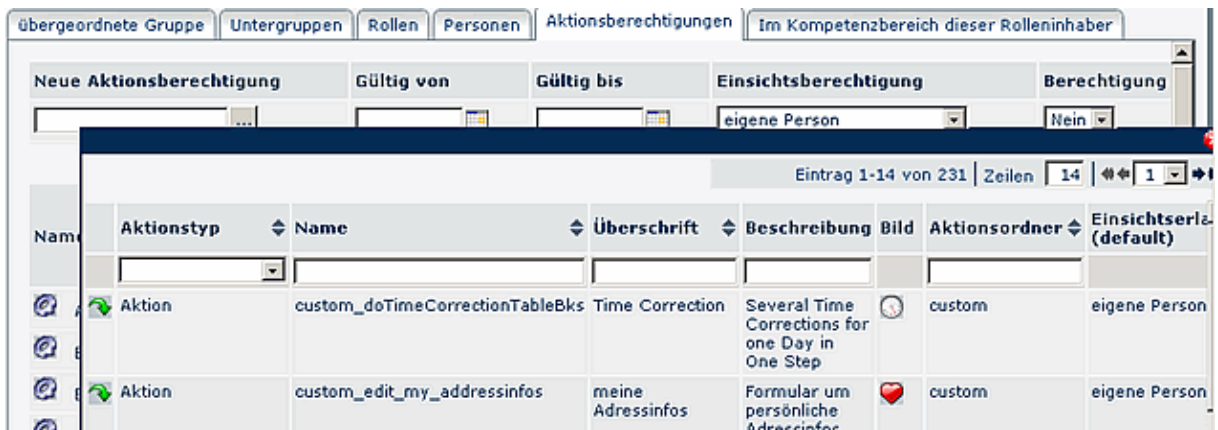 übergeordnete Gruppe Untergruppen Rollen Personen Aktionsberechtigungen Im Kompetenzbereich dieser Rolleninhaber
Neue Aktionsberechtigung Gültig von Gültig bis Einsichtsberechtigung Berechtigung
... eigene Person Nein
Eintrag 1-14 von 231 Zeilen 14 1
Aktionstyp Name Überschrift Beschreibung Bild Aktionsordner
(default)
Aktion custom_doTimeCorrectionTableBks Time Correction Several Time custom eigene Person
Corrections for
one Day in
One Step
Aktion custom_edit_my_addressinfos meine Formular um custom eigene Person
Adressinfos persönliche